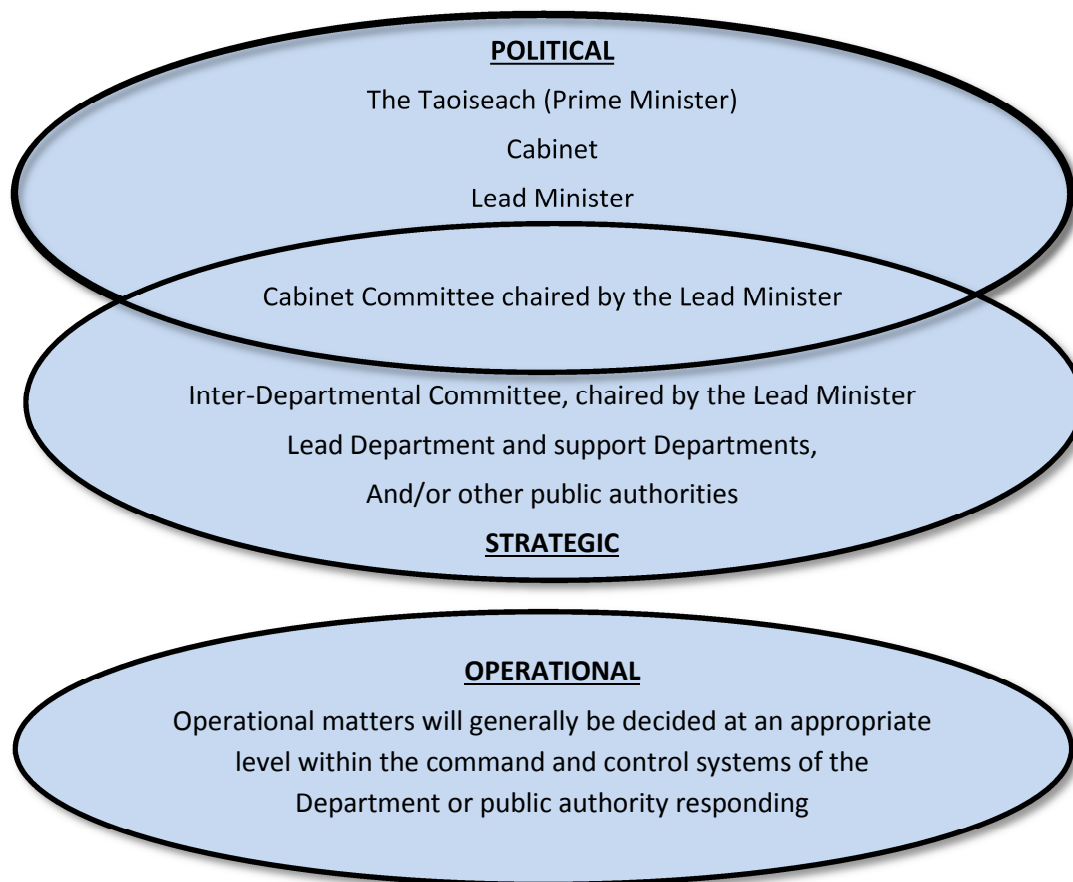 POLITICAL
The Taoiseach (Prime Minister)
Cabinet
Lead Minister
Cabinet Committee chaired by the Lead Minister
Inter-Departmental Committee, chaired by the Lead Minister
Lead Department and support Departments,
And/or other public authorities
STRATEGIC
OPERATIONAL
Operational matters will generally be decided at an appropriate
level within the command and control systems of the
Department or public authority responding